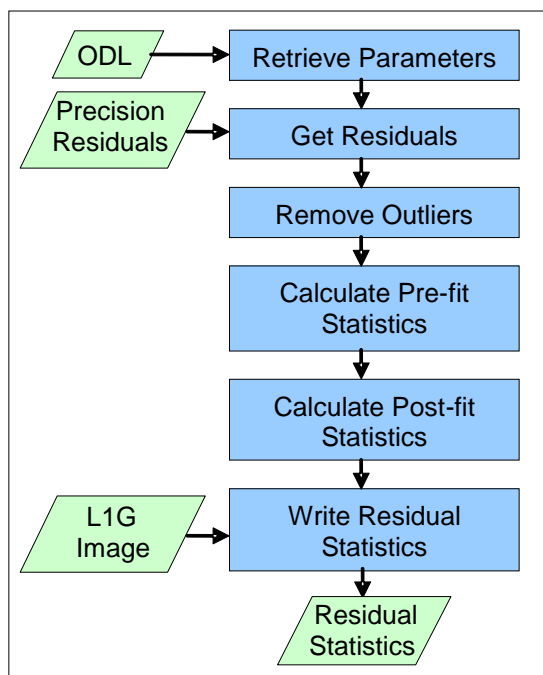 ODL
Retrieve Parameters
Precision
Residuals
Get Residuals
Remove Outliers
Calculate Pre-fit
Statistics
Calculate Post-fit
Statistics
L1G
Image
Write Residual
Statistics
Residual
Statistics